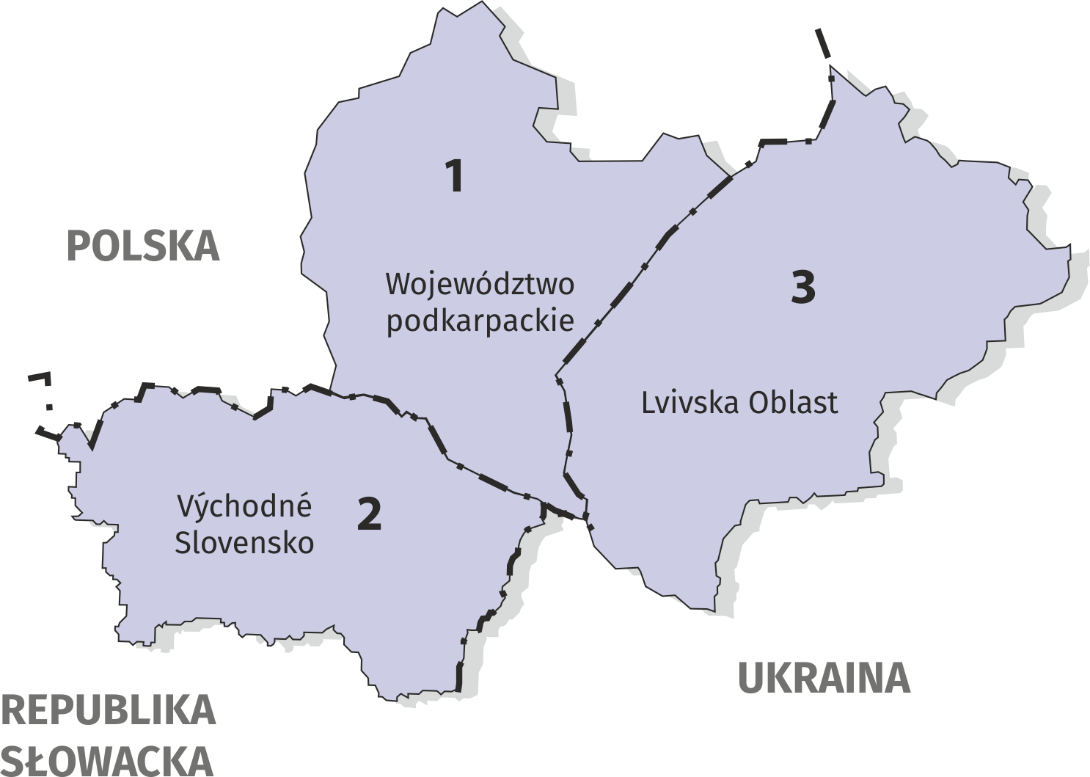 1
POLSKA
Województwo
podkarpackie
3
Lvivska Oblast
Východné
Slovensko
2
UKRAINA
REPUBLIKA
SŁOWACKA